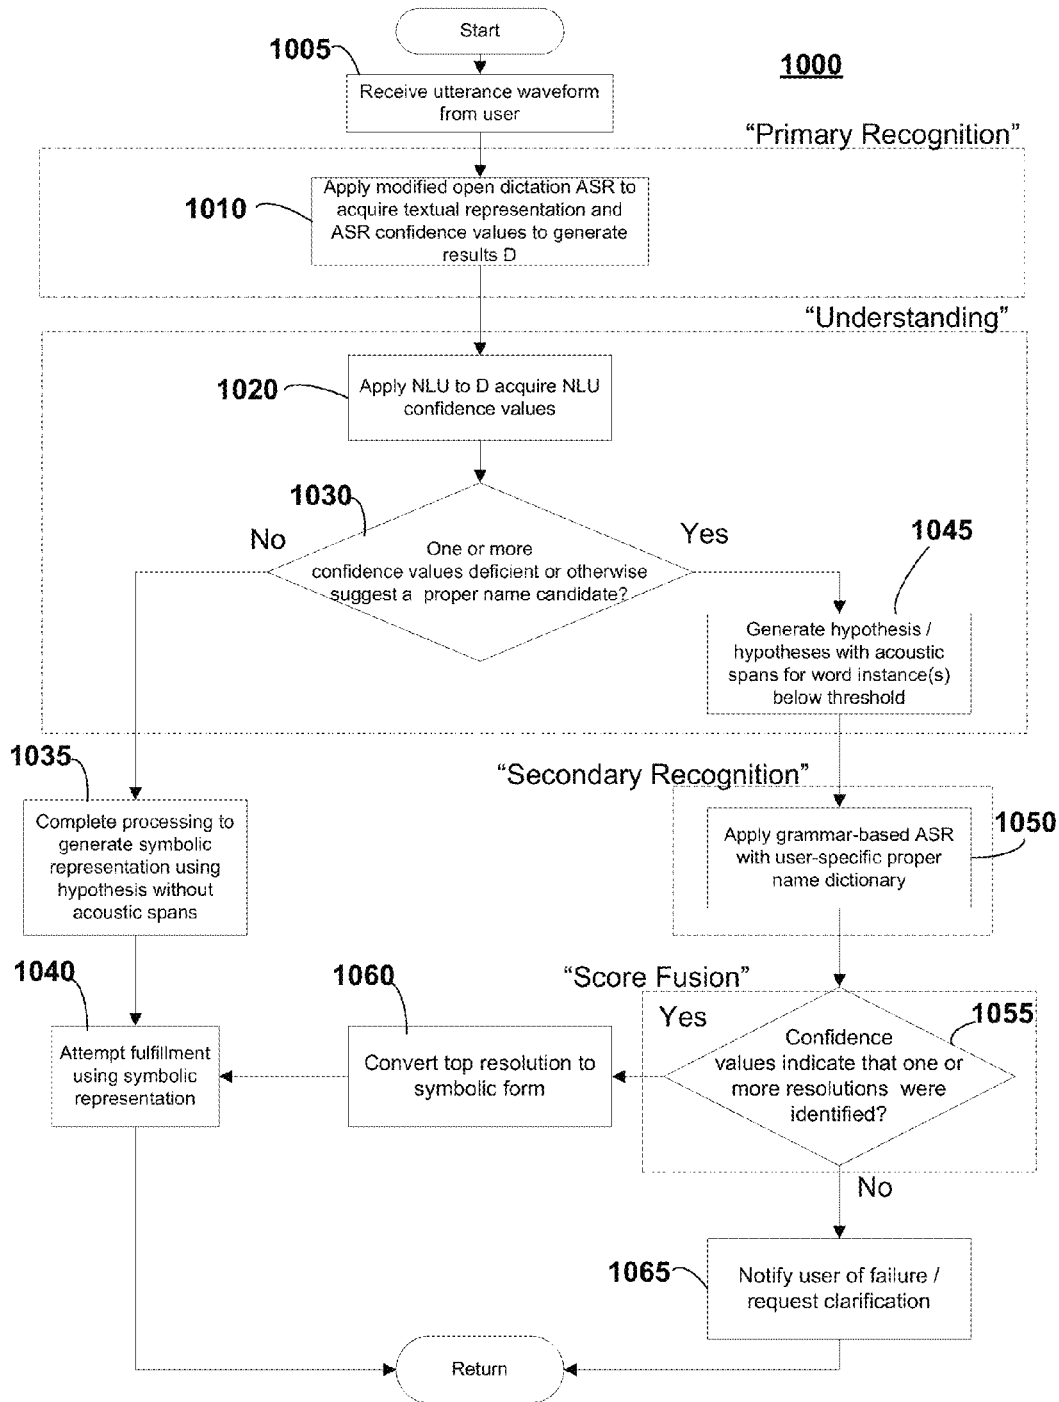 Start
1005
1000
Receive utterance waveform
from user
“Primary Recognition”
1010
Apply modified open dictation ASR to
acquire textual representation and
ASR confidence values to generate
results D
“Understanding”
1020
Apply NLU to D acquire NLU
confidence values
1030
No
Yes
1045
One or more
confidence values deficient or otherwise
suggest a proper name candidate?
Generate hypothesis /
hypotheses with acoustic
spans for word instance(s)
below threshold
1035
“Secondary Recognition”
Complete processing to
generate symbolic
representation using
hypothesis without
acoustic spans
Apply grammar-based ASR
with user-specific proper
name dictionary
1050
1040
1060
“Score Fusion”
Yes
1055
Attempt fulfillment
using symbolic
representation
Convert top resolution to
symbolic form
Confidence
values indicate that one or
more resolutions were
identified?
No
1065
Notify user of failure /
request clarification
Return